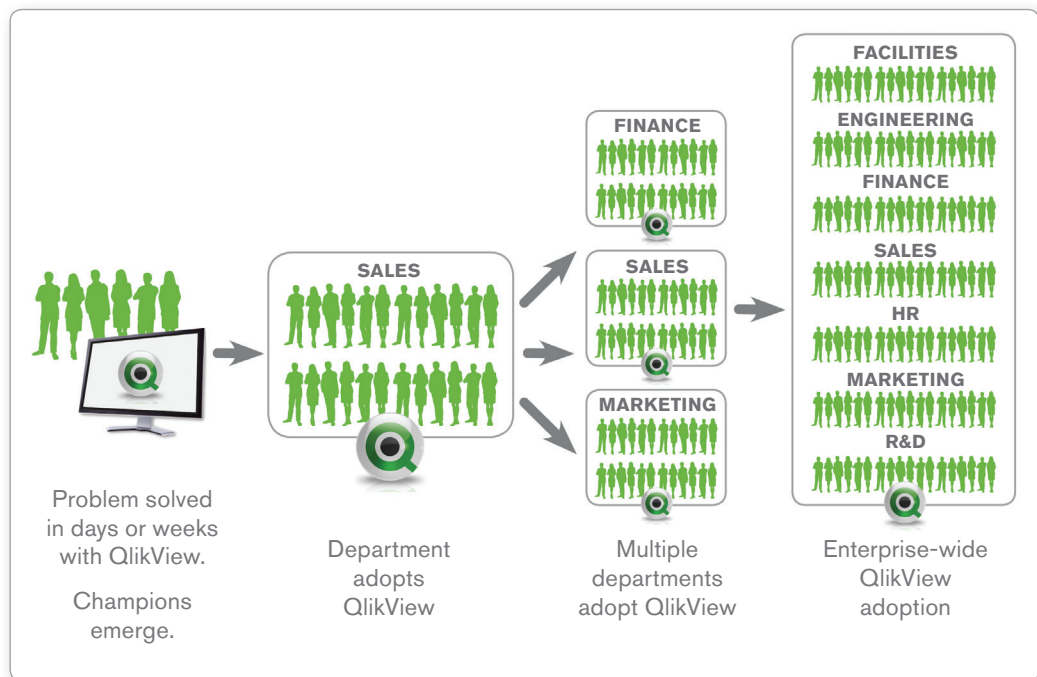 Problem solved
in days or weeks
with QlikView.
Champions
emerge.
SALES
Department
adopts
QlikView
FINANCE
SALES
MARKETING
Multiple
departments
adopt QlikView
FACILITIES
ENGINEERING
FINANCE
SALES
HR
MARKETING
R&D
Enterprise-wide
QlikView
adoption